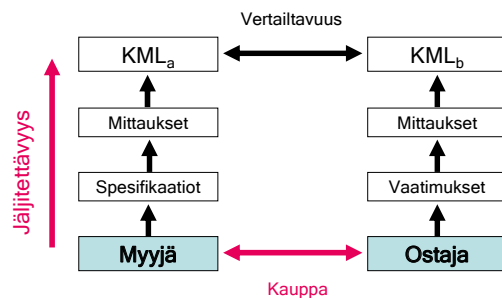 Vertailtavuus
KMLa
KMLb
Mittaukset
Mittaukset
Spesifikaatiot
Vaatimukset
Myyjä
Ostaja
Kauppa
Jäljitettävyys